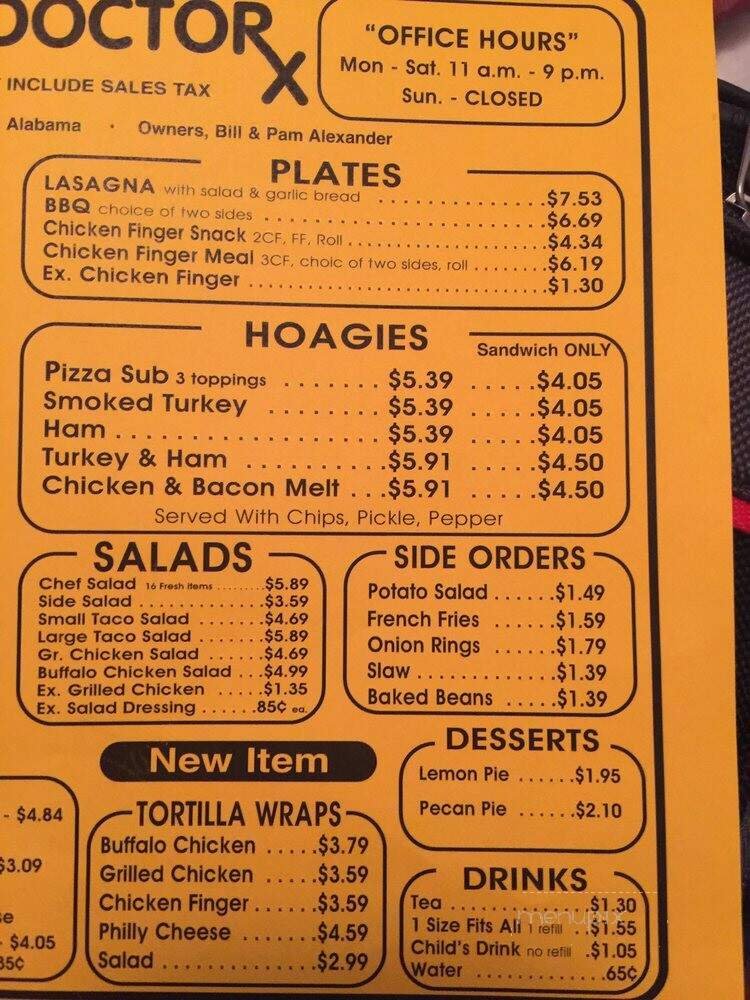 DOCTOR
X
INCLUDE SALES TAX
Alabama · Owners, Bill & Pam Alexander
"OFFICE HOURS"
Mon - Sat. 11 a.m. - 9 p.m.
Sun. - CLOSED
PLATES
LASAGNA with salad & garlic bread ............ $7.53
BBQ choice of two sides ............ $6.69
Chicken Finger Snack 2CF, FF, Roll ............ $4.34
Chicken Finger Meal 3CF, choic of two sides, roll ........ $6.19
Ex. Chicken Finger ............ $1.30
HOAGIES
Sandwich ONLY
Pizza Sub 3 toppings ....... $5.39 ..... $4.05
Smoked Turkey ........ $5.39 ..... $4.05
Ham ............ $5.39 ..... $4.05
Turkey & Ham .......... $5.91 ..... $4.50
Chicken & Bacon Melt ... $5.91 ..... $4.50
Served With Chips, Pickle, Pepper
SALADS
Chef Salad 16 Fresh Items ........ $5.89
Side Salad ............ $3.59
Small Taco Salad ....... $4.69
Large Taco Salad ....... $5.89
Gr. Chicken Salad ...... $4.69
Buffalo Chicken Salad ... $4.99
Ex. Grilled Chicken ..... $1.35
Ex. Salad Dressing ...... .85¢ ea.
SIDE ORDERS
Potato Salad ...... $1.49
French Fries ...... $1.59
Onion Rings ...... $1.79
Slaw ............ $1.39
Baked Beans ..... $1.39
New Item
TORTILLA WRAPS
Buffalo Chicken ..... $3.79
Grilled Chicken ..... $3.59
Chicken Finger ...... $3.59
Philly Cheese ....... $4.59
Salad ............ $2.99
DESSERTS
Lemon Pie ...... $1.95
Pecan Pie ...... $2.10
DRINKS
Tea ............ $1.30
1 Size Fits All 1 refill .$1.55
Child's Drink no refill .$1.05
Water ............ .65¢
- $4.84
$3.09
- $4.05
menupix